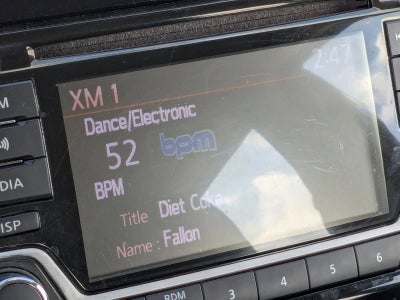 XM 1
2:47
Dance/Electronic
52
bpm
BPM
Title Diet Coke
Name : Fallon
M
DIA
ISP
RDM
3
4
5
6